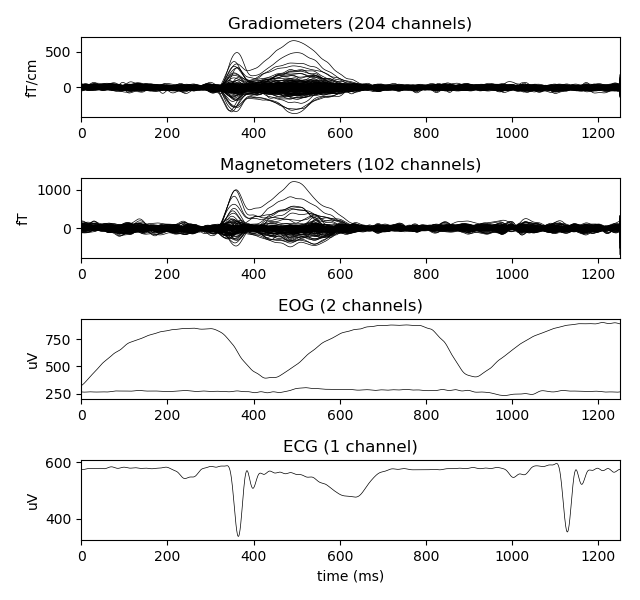 Gradiometers (204 channels)
fT/cm
500
0
0 200 400 600 800 1000 1200
Magnetometers (102 channels)
fT
1000
0
0 200 400 600 800 1000 1200
EOG (2 channels)
uV
750
500
250
0 200 400 600 800 1000 1200
ECG (1 channel)
uV
600
400
0 200 400 600 800 1000 1200
time (ms)